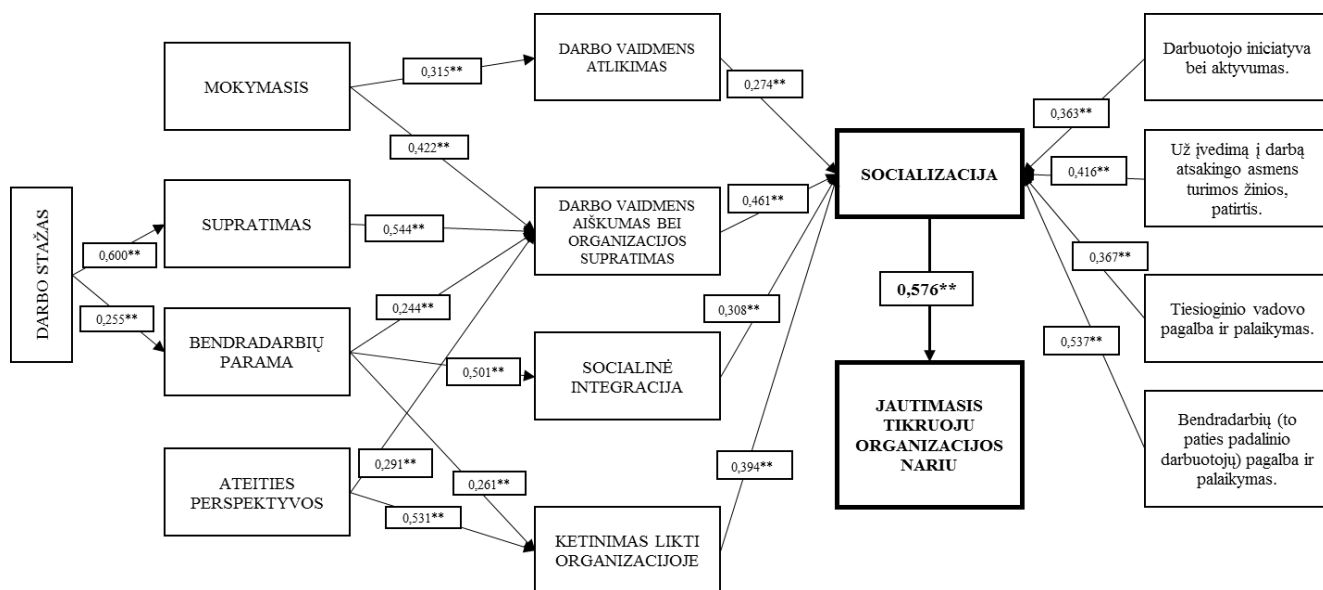 DARBO STAŽAS
0,600**
0,255**
MOKYMASIS
SUPRATIMAS
BENDRADARBIŲ
PARAMA
ATEITIES
PERSPEKTYVOS
0,315**
0,422**
0,544**
0,244**
0,501**
0,291**
0,261**
0,531**
DARBO VAIDMENS
ATLIKIMAS
DARBO VAIDMENS
AIŠKUMAS BEI
ORGANIZACIJOS
SUPRATIMAS
SOCIALINĖ
INTEGRACIJA
KETINIMAS LIKTI
ORGANIZACIJOJE
0,274**
0,461**
0,308**
0,394**
SOCIALIZACIJA
0,576**
JAUTIMASIS
TIKRUOJU
ORGANIZACIJOS
NARIU
0,363**
0,416**
0,367**
0,537**
Darbuotojo iniciatyva
bei aktyvumas.
Už įvedimą į darbą
atsakingo asmens
turimos žinios,
patirtis.
Tiesioginio vadovo
pagalba ir palaikymas.
Bendradarbių (to
paties padalinio
darbuotojų) pagalba ir
palaikymas.